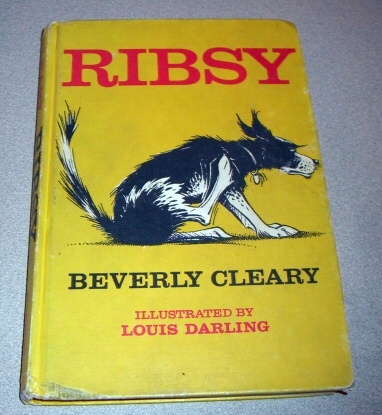 RIBSY
BEVERLY CLEARY
ILLUSTRATED BY
LOUIS DARLING